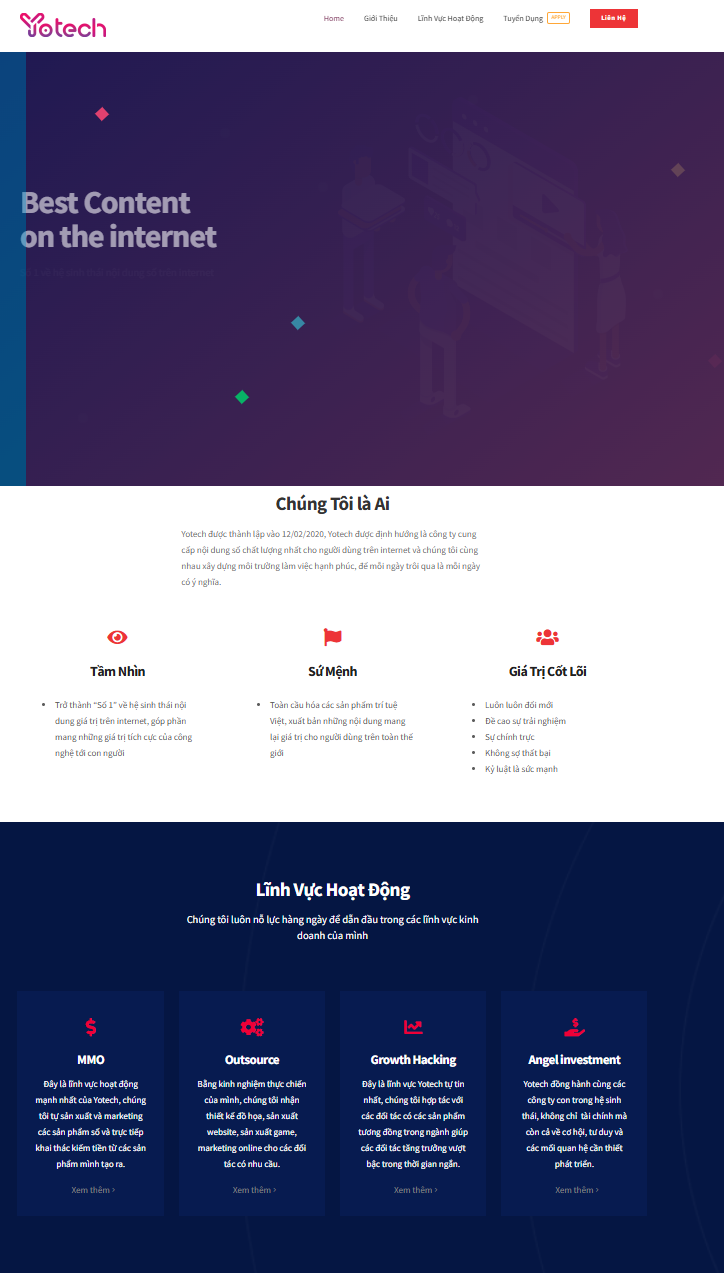 Yotech
Home Giới Thiệu Lĩnh Vực Hoạt Động Tuyển Dụng APPLY Liên Hệ
Best Content
on the internet
Chúng Tôi là Ai
Yotech được thành lập vào 12/02/2020, Yotech được định hướng là công ty cung
cấp nội dung số chất lượng nhất cho người dùng trên internet và chúng tôi cùng
nhau xây dựng môi trường làm việc hạnh phúc, để mỗi ngày trôi qua là mỗi ngày
có ý nghĩa.
Tầm Nhìn
Trở thành “Số 1” về hệ sinh thái nội
dung giá trị trên internet, góp phần
mang những giá trị tích cực của công
nghệ tới con người
Sứ Mệnh
Toàn cầu hóa các sản phẩm trí tuệ
Việt, xuất bản những nội dung mang
lại giá trị cho người dùng trên toàn thế
giới
Giá Trị Cốt Lõi
Luôn luôn đổi mới
Đề cao sự trải nghiệm
Sự chính trực
Không sợ thất bại
Kỷ luật là sức mạnh
Lĩnh Vực Hoạt Động
Chúng tôi luôn nỗ lực hàng ngày để dẫn đầu trong các lĩnh vực kinh
doanh của mình
MMO
Đây là lĩnh vực hoạt động
mạnh nhất của Yotech, chúng
tôi tự sản xuất và marketing
các sản phẩm số và trực tiếp
khai thác kiếm tiền từ các sản
phẩm mình tạo ra.
Xem thêm ›
Outsource
Bằng kinh nghiệm thực chiến
của mình, chúng tôi nhận
thiết kế đồ họa, sản xuất
website, sản xuất game,
marketing online cho các đối
tác có nhu cầu.
Xem thêm ›
Growth Hacking
Đây là lĩnh vực Yotech tự tin
nhất, chúng tôi hợp tác với
các đối tác có các sản phẩm
tương đồng trong ngành giúp
các đối tác tăng trưởng vượt
bậc trong thời gian ngắn.
Xem thêm ›
Angel investment
Yotech đồng hành cùng các
công ty con trong hệ sinh
thái, không chỉ tài chính mà
còn cả về cơ hội, tư duy và
các mối quan hệ cần thiết
phát triển.
Xem thêm ›